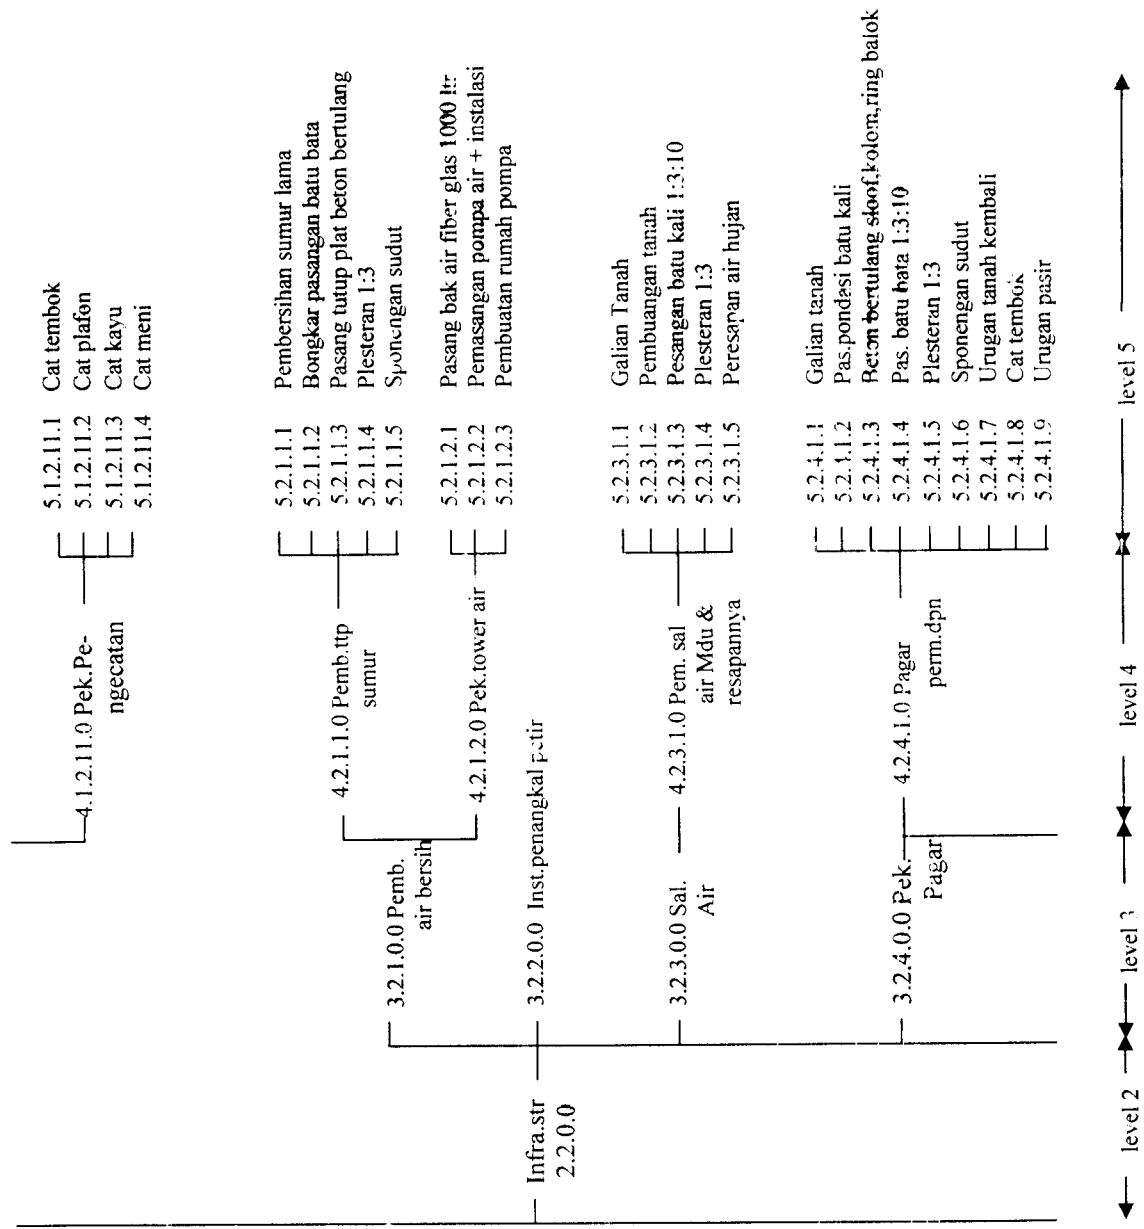 5.1.2.11.1 Cat tembok
5.1.2.11.2 Cat plafon
4.1.2.11.0 Pek.Pe-
ngecatan
5.1.2.11.3 Cat kayu
5.1.2.11.4 Cat meni
5.2.1.1.1 Pembersihan sumur lama
5.2.1.1.2 Bongkar pasangan batu bata
4.2.1.1.0 Pemb.ttp
sumur
5.2.1.1.3 Pasang tutup plat beton bertulang
5.2.1.1.4 Plesteran 1:3
5.2.1.1.5 Sponengan sudut
3.2.1.0.0 Pemb.
air bersih
5.2.1.2.1 Pasang bak air fiber glas 1000 ltr
4.2.1.2.0 Pek.tower air
5.2.1.2.2 Pemasangan pompa air + instalasi
5.2.1.2.3 Pembuatan rumah pompa
Infra.str
2.2.0.0
3.2.2.0.0 Inst.penangkal petir
5.2.3.1.1 Galian Tanah
5.2.3.1.2 Pembuangan tanah
3.2.3.0.0 Sal.
Air
4.2.3.1.0 Pem. sal
air Mdu &
resapannya
5.2.3.1.3 Pesangan batu kali 1:3:10
5.2.3.1.4 Plesteran 1:3
5.2.3.1.5 Peresapan air hujan
5.2.4.1.1 Galian tanah
5.2.4.1.2 Pas.pondasi batu kali
5.2.4.1.3 Beton bertulang sloof,kolom,ring balok
3.2.4.0.0 Pek.
Pagar
4.2.4.1.0 Pagar
perm.dpn
5.2.4.1.4 Pas. batu bata 1:3:10
5.2.4.1.5 Plesteran 1:3
5.2.4.1.6 Sponengan sudut
5.2.4.1.7 Urugan tanah kembali
5.2.4.1.8 Cat tembok
5.2.4.1.9 Urugan pasir
level 2
level 3
level 4
level 5